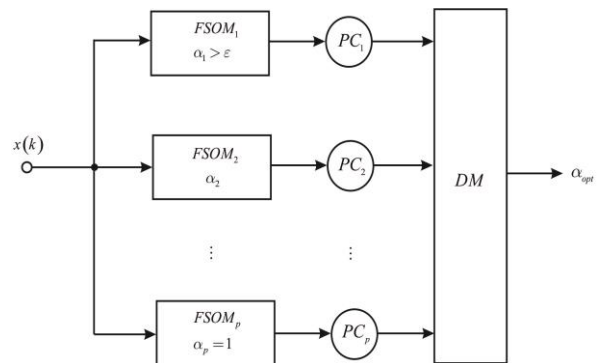 FSOM₁
α₁ > ε
PC₁
x(k)
FSOM₂
α₂
PC₂
DM
α_opt
⋮
⋮
FSOMₚ
αₚ = 1
PCₚ